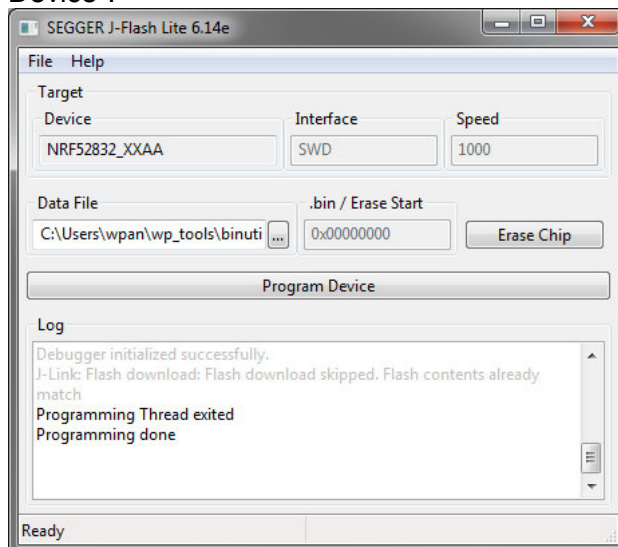 SEGGER J-Flash Lite 6.14e
File Help
Target
Device Interface Speed
NRF52832_XXAA SWD 1000
Data File .bin / Erase Start
C:\Users\wpan\wp_tools\binuti ... 0x00000000 Erase Chip
Program Device
Log
Debugger initialized successfully.
J-Link: Flash download: Flash download skipped. Flash contents already
match
Programming Thread exited
Programming done
Ready